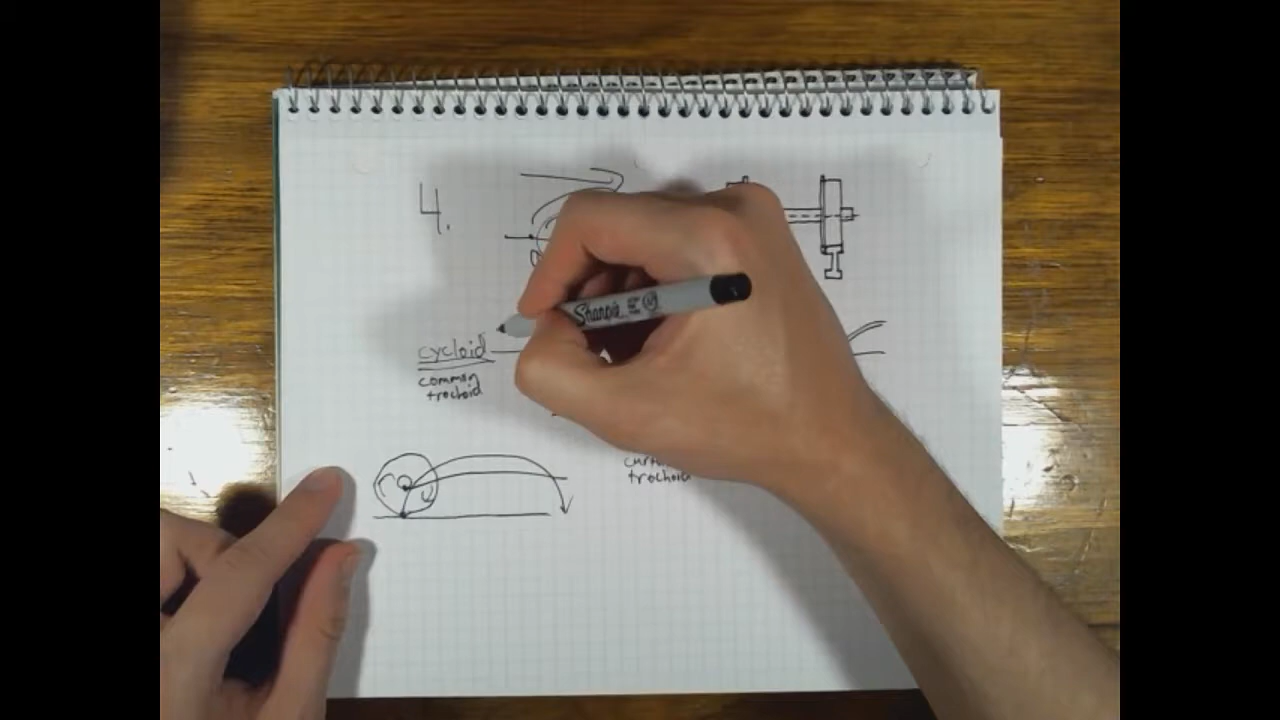 4.
cycloid
common
trochoid
trochoid
Sharpie